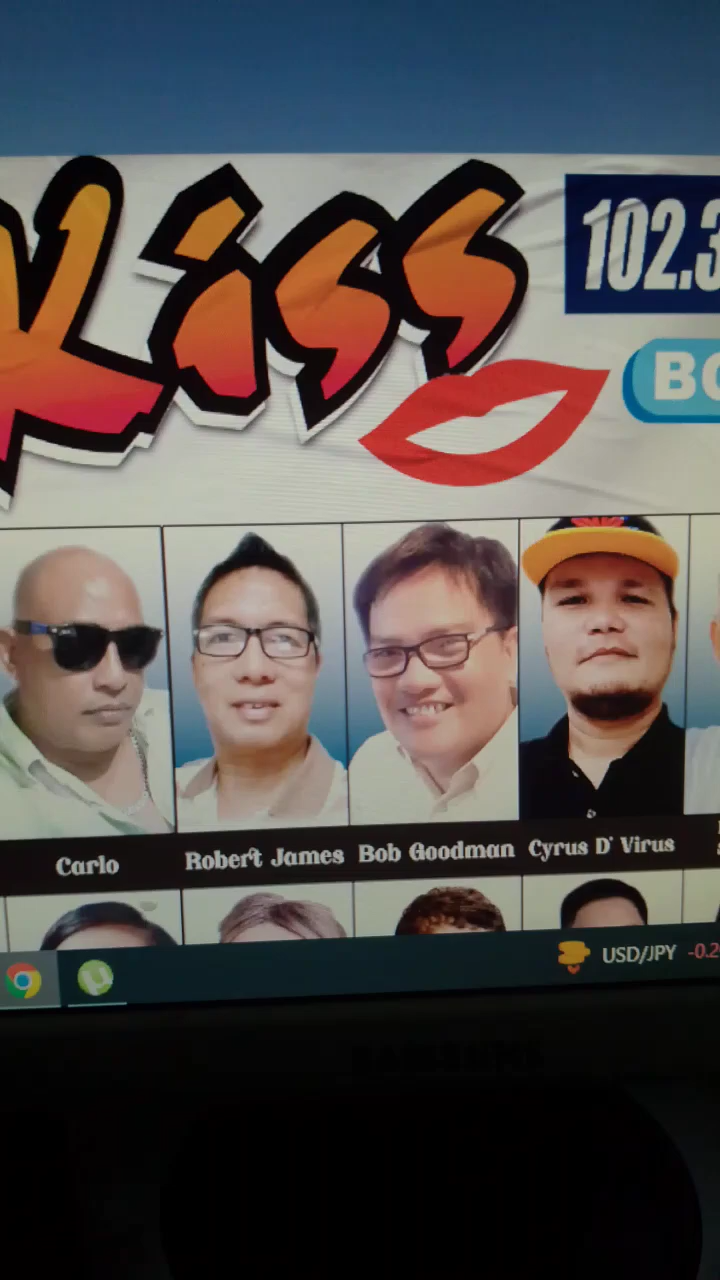 Kiss
102.3
BO
Carlo
Robert James
Bob Goodman
Cyrus D' Virus
USD/JPY -0.2